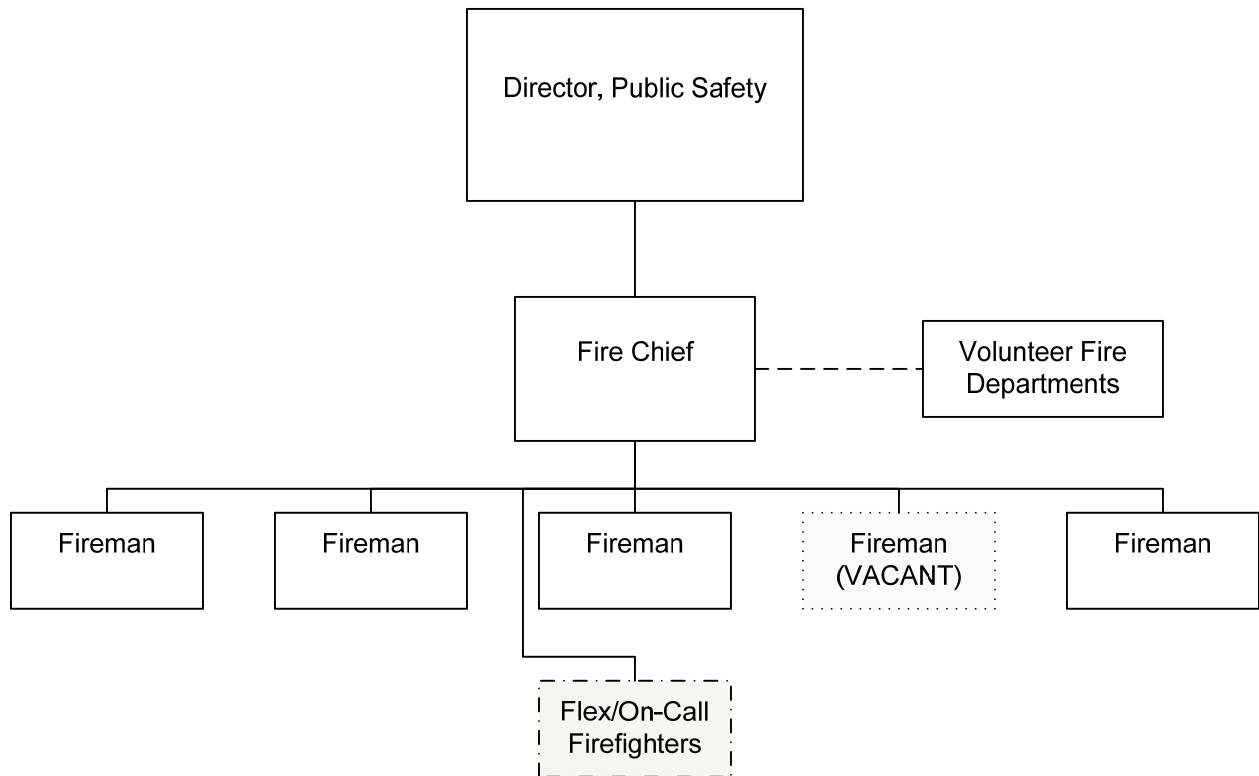 Director, Public Safety
Fire Chief
Volunteer Fire
Departments
Fireman
Fireman
Fireman
Fireman
(VACANT)
Fireman
Flex/On-Call
Firefighters